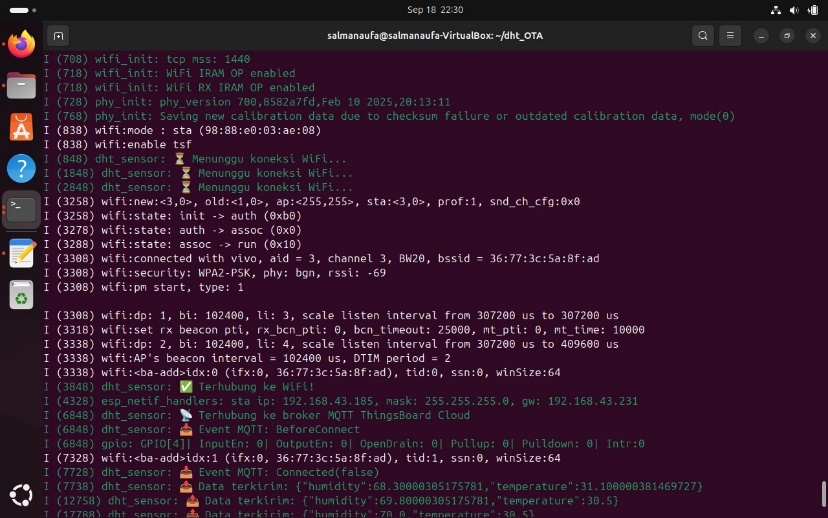 Sep 18 22:30
salmanaufa@salmanaufa-VirtualBox: ~/dht_OTA
I (708) wifi_init: tcp mss: 1440
I (718) wifi_init: WiFi IRAM OP enabled
I (718) wifi_init: WiFi RX IRAM OP enabled
I (728) phy_init: phy_version 700,8582a7fd,Feb 10 2025,20:13:11
I (768) phy_init: Saving new calibration data due to checksum failure or outdated calibration data, mode(0)
I (838) wifi:mode : sta (98:88:e0:03:ae:08)
I (838) wifi:enable tsf
I (848) dht_sensor: ⏳ Menunggu koneksi WiFi...
I (1848) dht_sensor: ⏳ Menunggu koneksi WiFi...
I (2848) dht_sensor: ⏳ Menunggu koneksi WiFi...
I (3258) wifi:new:<3,0>, old:<1,0>, ap:<255,255>, sta:<3,0>, prof:1, snd_ch_cfg:0x0
I (3258) wifi:state: init -> auth (0xb0)
I (3278) wifi:state: auth -> assoc (0x0)
I (3288) wifi:state: assoc -> run (0x10)
I (3308) wifi:connected with vivo, aid = 3, channel 3, BW20, bssid = 36:77:3c:5a:8f:ad
I (3308) wifi:security: WPA2-PSK, phy: bgn, rssi: -69
I (3308) wifi:pm start, type: 1
I (3308) wifi:dp: 1, bi: 102400, li: 3, scale listen interval from 307200 us to 307200 us
I (3318) wifi:set rx beacon pti, rx_bcn_pti: 0, bcn_timeout: 25000, mt_pti: 0, mt_time: 10000
I (3338) wifi:dp: 2, bi: 102400, li: 4, scale listen interval from 307200 us to 409600 us
I (3338) wifi:AP's beacon interval = 102400 us, DTIM period = 2
I (3338) wifi:<ba-add>idx:0 (ifx:0, 36:77:3c:5a:8f:ad), tid:0, ssn:0, winSize:64
I (3848) dht_sensor: ✅ Terhubung ke WiFi!
I (4328) esp_netif_handlers: sta ip: 192.168.43.185, mask: 255.255.255.0, gw: 192.168.43.231
I (6848) dht_sensor: 📡 Terhubung ke broker MQTT ThingsBoard Cloud
I (6848) dht_sensor: 📥 Event MQTT: BeforeConnect
I (6848) gpio: GPIO[4]| InputEn: 0| OutputEn: 0| OpenDrain: 0| Pullup: 0| Pulldown: 0| Intr:0
I (7328) wifi:<ba-add>idx:1 (ifx:0, 36:77:3c:5a:8f:ad), tid:1, ssn:0, winSize:64
I (7728) dht_sensor: 📥 Event MQTT: Connected(false)
I (7738) dht_sensor: 📤 Data terkirim: {"humidity":68.30000305175781,"temperature":31.100000381469727}
I (12758) dht_sensor: 📤 Data terkirim: {"humidity":69.80000305175781,"temperature":30.5}
I (17788) dht_sensor: 📤 Data terkirim: {"humidity":70.0,"temperature":30.5}